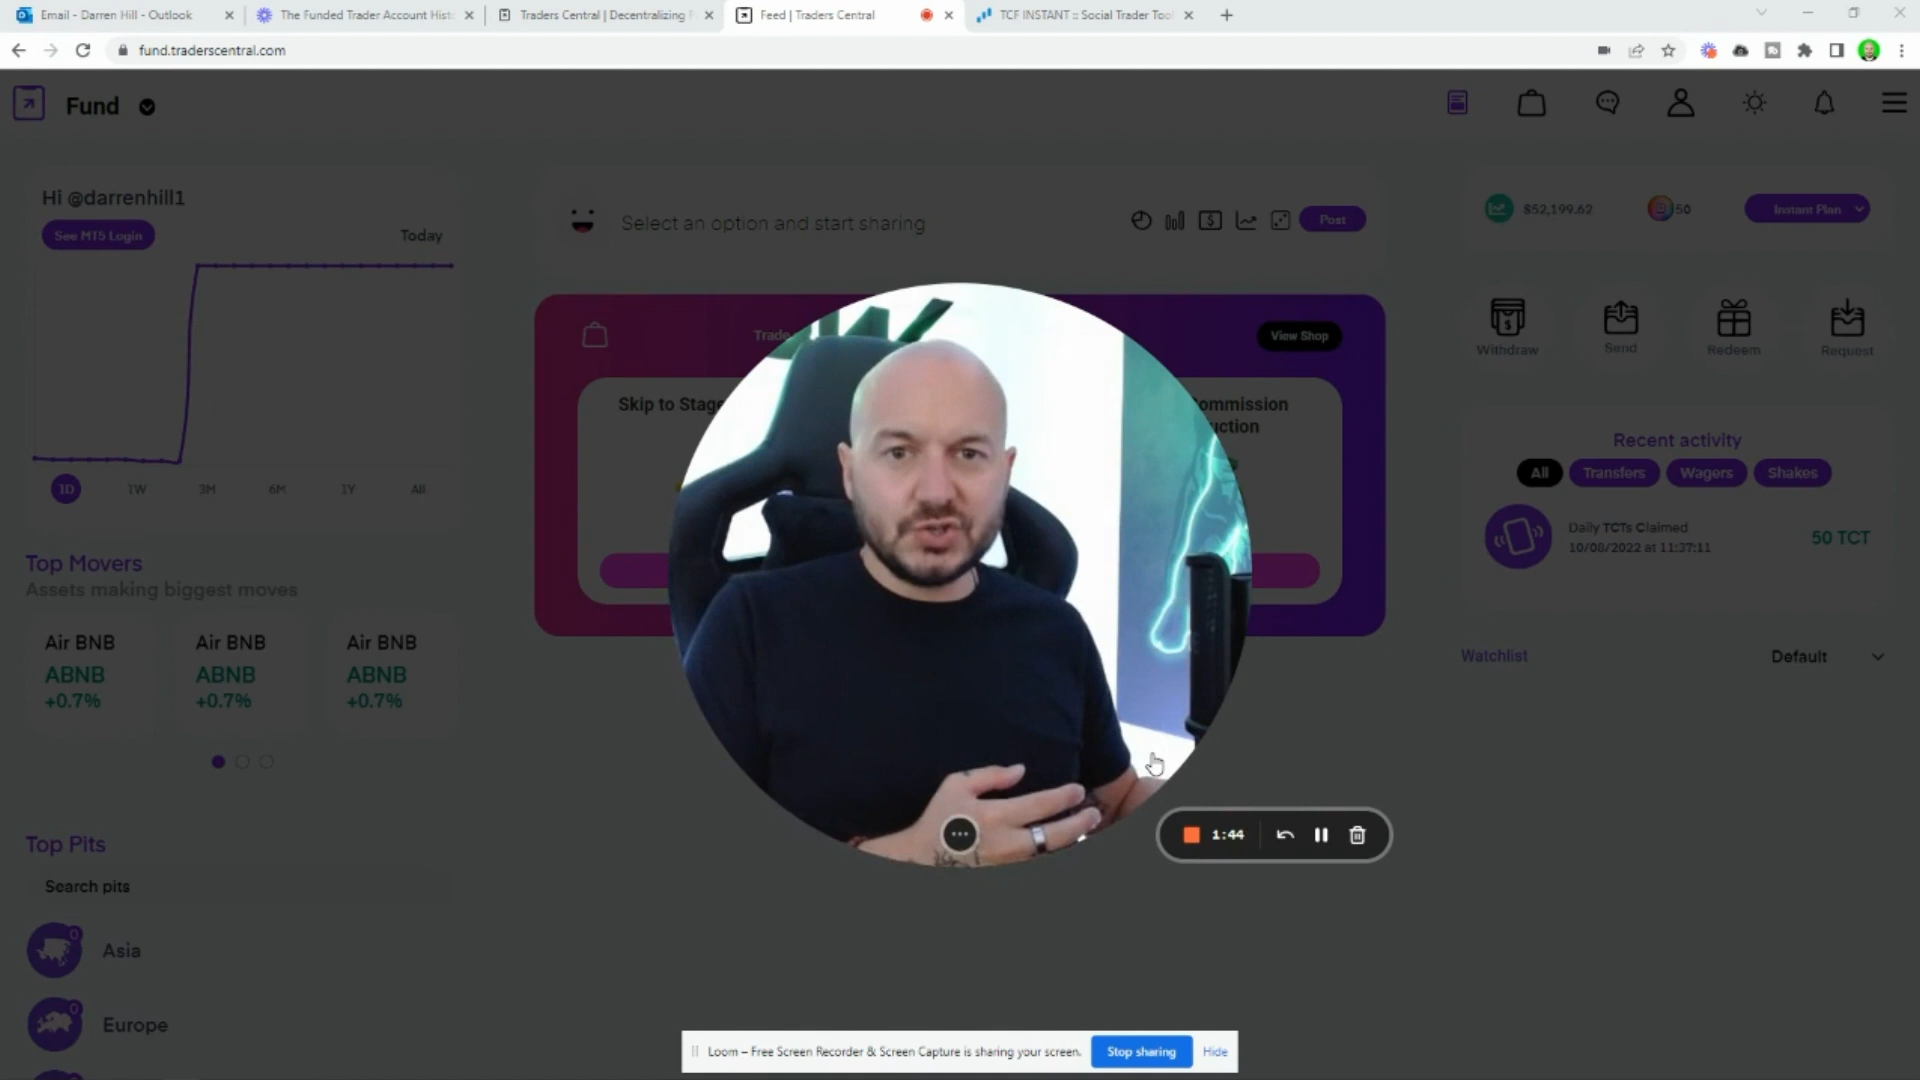 Email - Darren Hill - Outlook
The Funded Trader Account Hist
Traders Central | Decentralizing F
Feed | Traders Central
TCF INSTANT :: Social Trader Tool
fund.traderscentral.com
Fund
Hi @darrenhill1
See MT5 Login
Today
1D 1W 3M 6M 1Y All
Top Movers
Assets making biggest moves
Air BNB
ABNB
+0.7%
Air BNB
ABNB
+0.7%
Air BNB
ABNB
+0.7%
Top Pits
Search pits
0
Asia
0
Europe
Select an option and start sharing
Post
Trade
View Shop
Skip to Stage
ommission
uction
$52,199.62
50
Instant Plan
Withdraw
Send
Redeem
Request
Recent activity
All Transfers Wagers Shakes
Daily TCTs Claimed
10/08/2022 at 11:37:11
50 TCT
Watchlist
Default
1:44
Loom – Free Screen Recorder & Screen Capture is sharing your screen.
Stop sharing
Hide